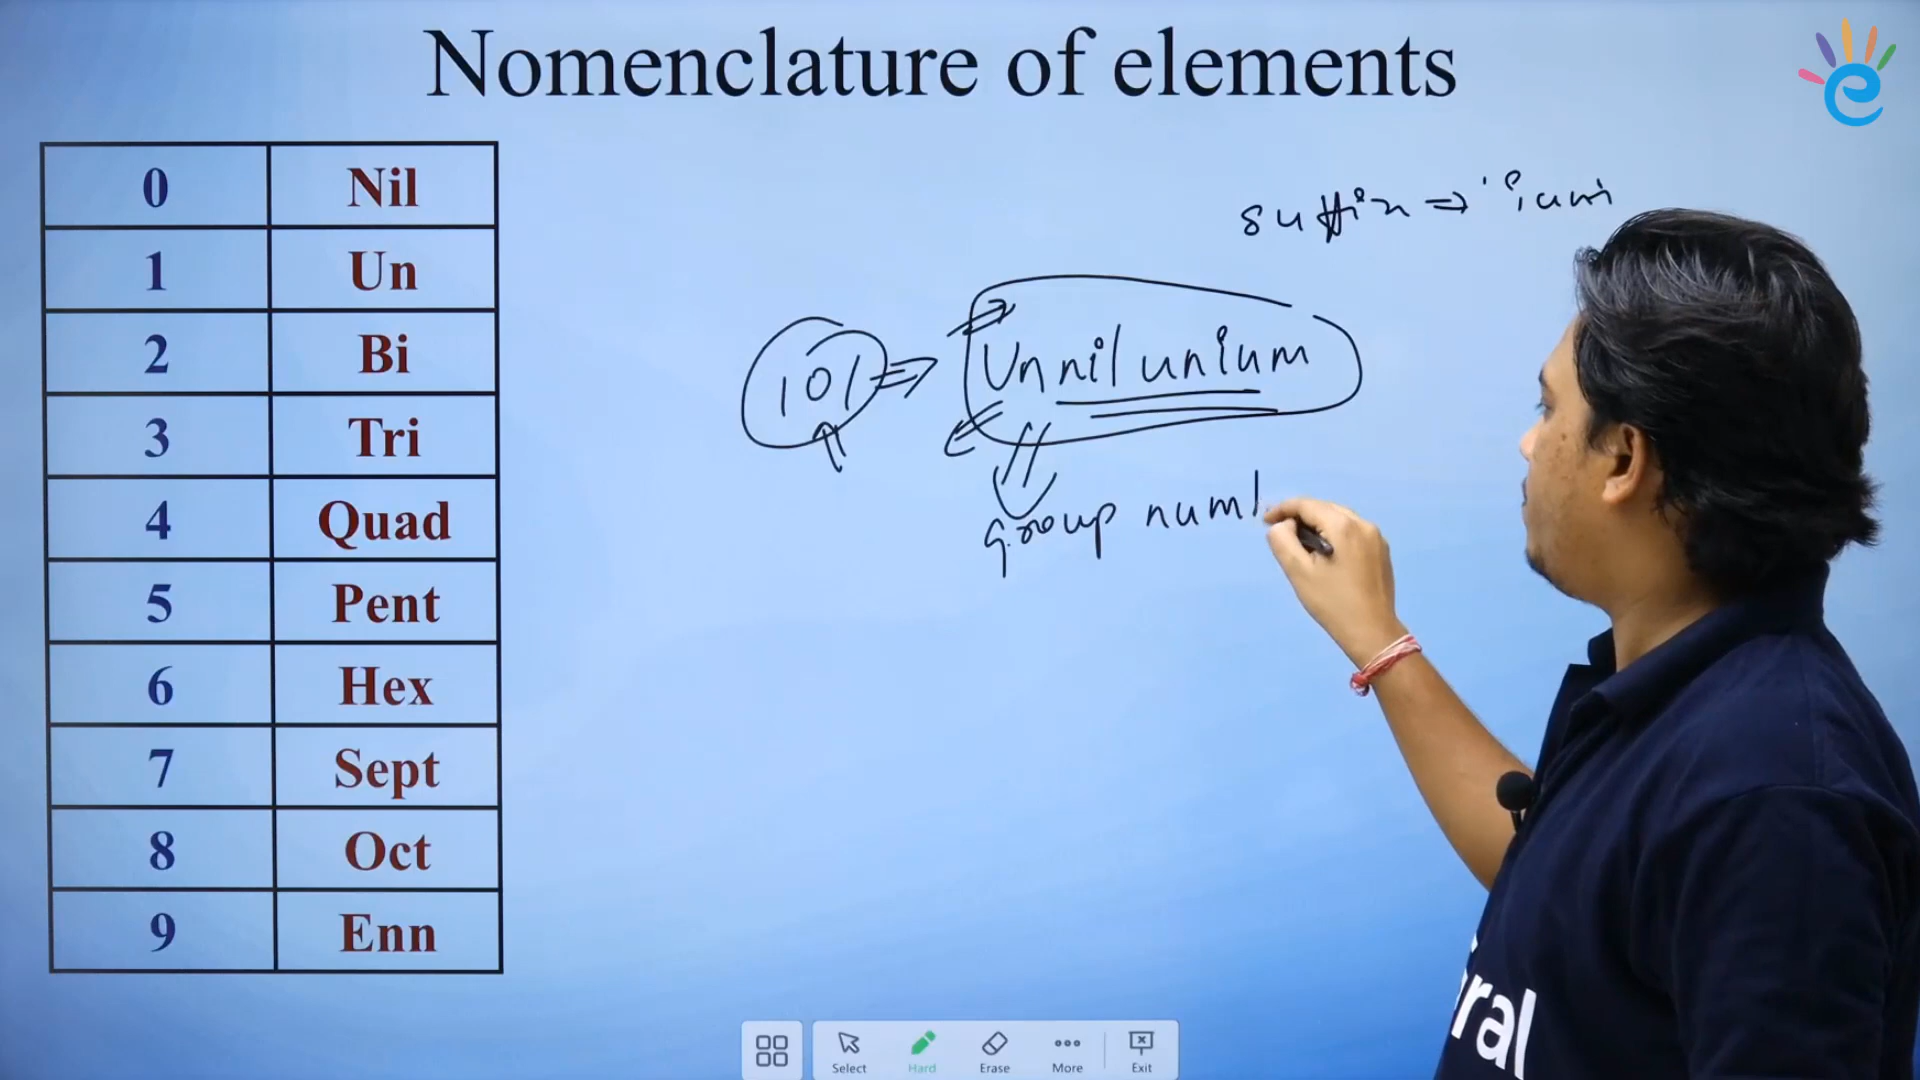 Nomenclature of elements
0 Nil
1 Un
2 Bi
3 Tri
4 Quad
5 Pent
6 Hex
7 Sept
8 Oct
9 Enn
suffix ⇒ 'ium
101 ⇒ Unnilunium
group numb
Select
Hard
Erase
More
Exit
ral